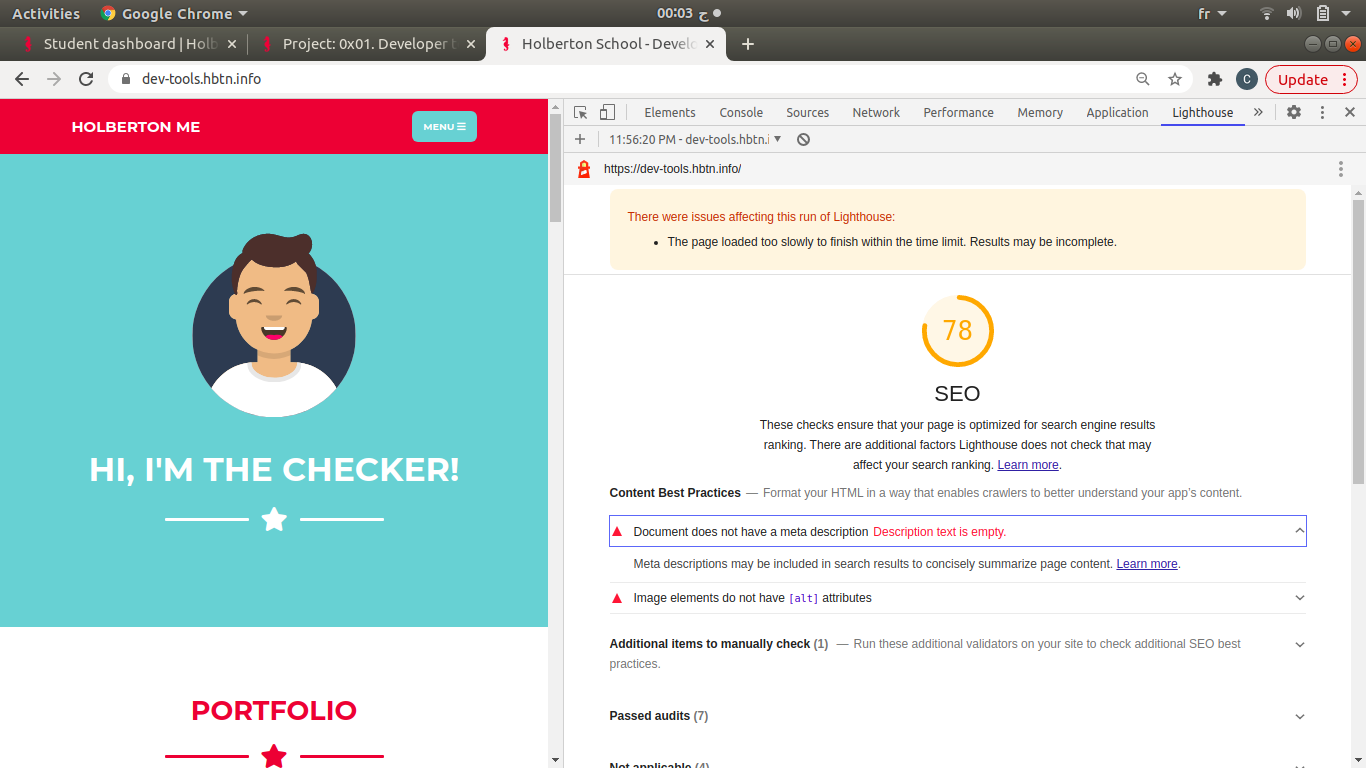 Activities Google Chrome 00:03 ح fr
Student dashboard | Holb Project: 0x01. Developer t Holberton School - Develo
dev-tools.hbtn.info C Update
HOLBERTON ME
MENU
HI, I'M THE CHECKER!
PORTFOLIO
Elements Console Sources Network Performance Memory Application Lighthouse
11:56:20 PM - dev-tools.hbtn.i
https://dev-tools.hbtn.info/
There were issues affecting this run of Lighthouse:
The page loaded too slowly to finish within the time limit. Results may be incomplete.
78
SEO
These checks ensure that your page is optimized for search engine results
ranking. There are additional factors Lighthouse does not check that may
affect your search ranking. Learn more.
Content Best Practices — Format your HTML in a way that enables crawlers to better understand your app's content.
Document does not have a meta description Description text is empty.
Meta descriptions may be included in search results to concisely summarize page content. Learn more.
Image elements do not have [alt] attributes
Additional items to manually check (1) — Run these additional validators on your site to check additional SEO best
practices.
Passed audits (7)
Not applicable (4)